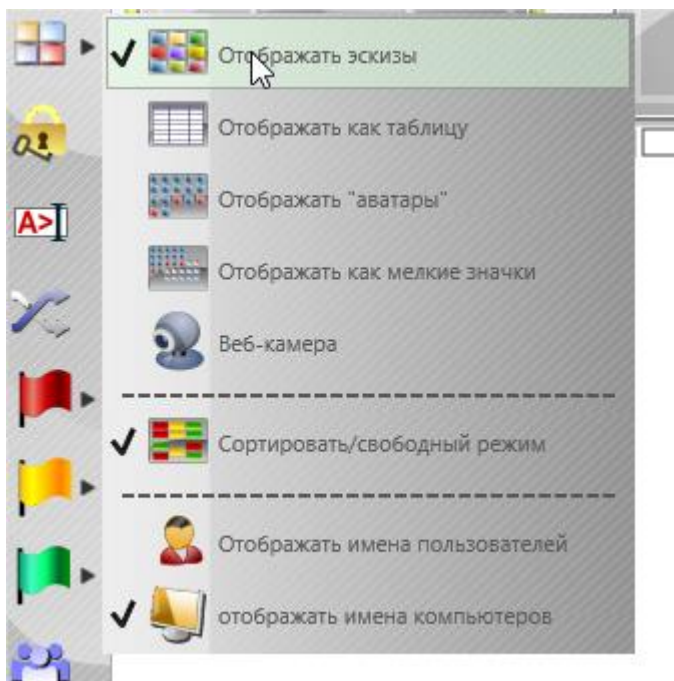 Отображать эскизы
Отображать как таблицу
A>
Отображать "аватары"
Отображать как мелкие значки
Веб-камера
Сортировать/свободный режим
Отображать имена пользователей
отображать имена компьютеров